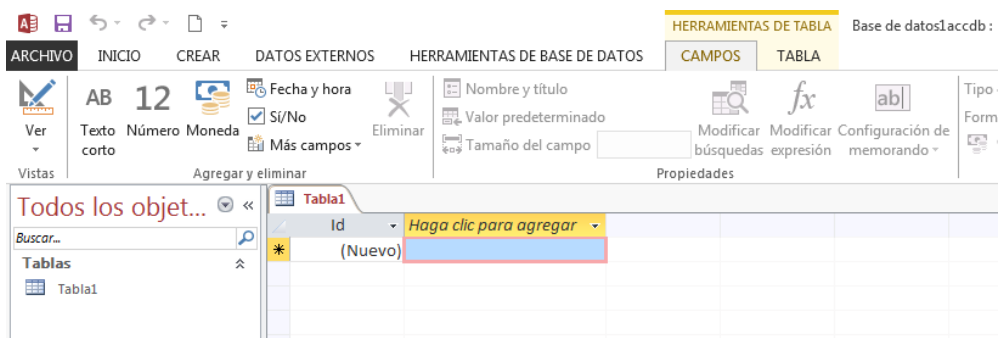 HERRAMIENTAS DE TABLA Base de datos1accdb :
ARCHIVO INICIO CREAR DATOS EXTERNOS HERRAMIENTAS DE BASE DE DATOS CAMPOS TABLA
Ver
Vistas
AB
Texto corto
12
Número
Moneda
Fecha y hora
Sí/No
Más campos
Eliminar
Agregar y eliminar
Nombre y título
Valor predeterminado
Tamaño del campo
Modificar búsquedas
fx
Modificar expresión
ab
Configuración de memorando
Propiedades
Tipo
Form
Todos los objet... «
Buscar...
Tablas
Tabla1
Tabla1
Id Haga clic para agregar
* (Nuevo)